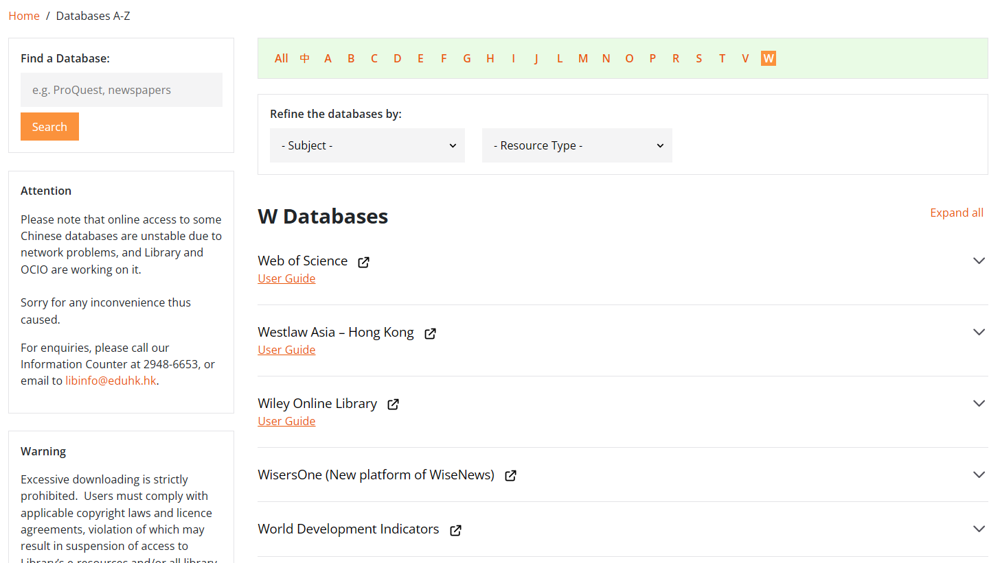 Home / Databases A-Z
Find a Database:
e.g. ProQuest, newspapers
Search
Attention
Please note that online access to some
Chinese databases are unstable due to
network problems, and Library and
OCIO are working on it.
Sorry for any inconvenience thus
caused.
For enquiries, please call our
Information Counter at 2948-6653, or
email to libinfo@eduhk.hk.
Warning
Excessive downloading is strictly
prohibited.  Users must comply with
applicable copyright laws and licence
agreements, violation of which may
result in suspension of access to
Library's e-resources and/or all library
All 中 A B C D E F G H I J L M N O P R S T V W
Refine the databases by:
- Subject - - Resource Type -
W Databases
Expand all
Web of Science
User Guide
Westlaw Asia – Hong Kong
User Guide
Wiley Online Library
User Guide
WisersOne (New platform of WiseNews)
World Development Indicators